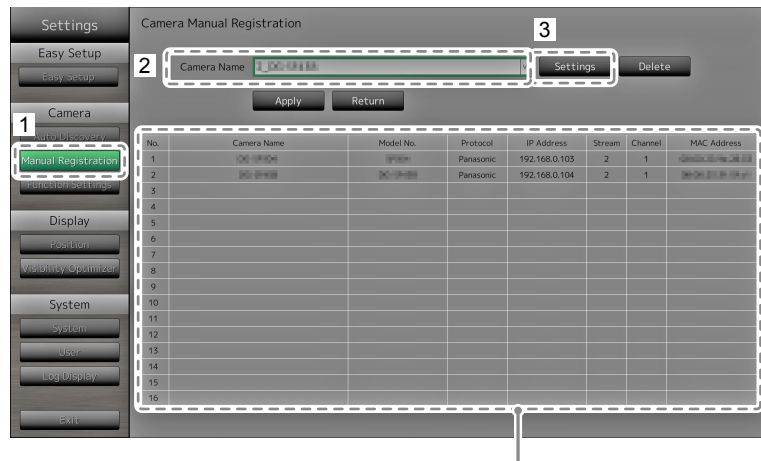 Settings
Camera Manual Registration
3
Easy Setup
2
Camera Name
Settings
Delete
Easy Setup
Apply
Return
Camera
1
Auto Discovery
Manual Registration
Function Settings
No. Camera Name Model No. Protocol IP Address Stream Channel MAC Address
1 Panasonic 192.168.0.103 2 1
2 Panasonic 192.168.0.104 2 1
3
4
5
6
7
8
9
10
11
12
13
14
15
16
Display
Position
Visibility Optimizer
System
System
User
Log Display
Exit